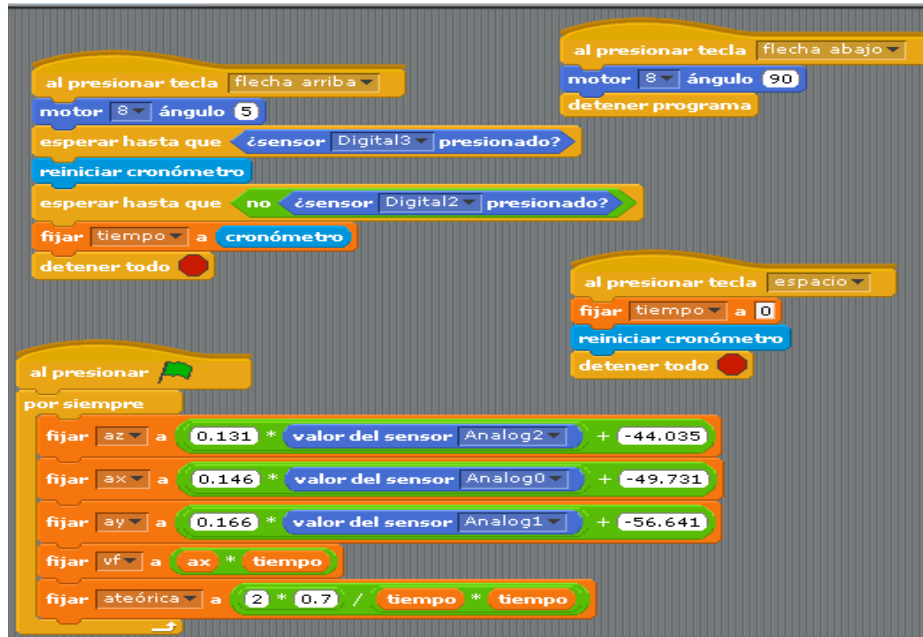 al presionar tecla flecha arriba
motor 8 ángulo 5
esperar hasta que ¿sensor Digital3 presionado?
reiniciar cronómetro
esperar hasta que no ¿sensor Digital2 presionado?
fijar tiempo a cronómetro
detener todo
al presionar tecla flecha abajo
motor 8 ángulo 90
detener programa
al presionar tecla espacio
fijar tiempo a 0
reiniciar cronómetro
detener todo
al presionar
por siempre
fijar az a 0.131 * valor del sensor Analog2 + -44.035
fijar ax a 0.146 * valor del sensor Analog0 + -49.731
fijar ay a 0.166 * valor del sensor Analog1 + -56.641
fijar vf a ax * tiempo
fijar ateórica a 2 * 0.7 / tiempo * tiempo